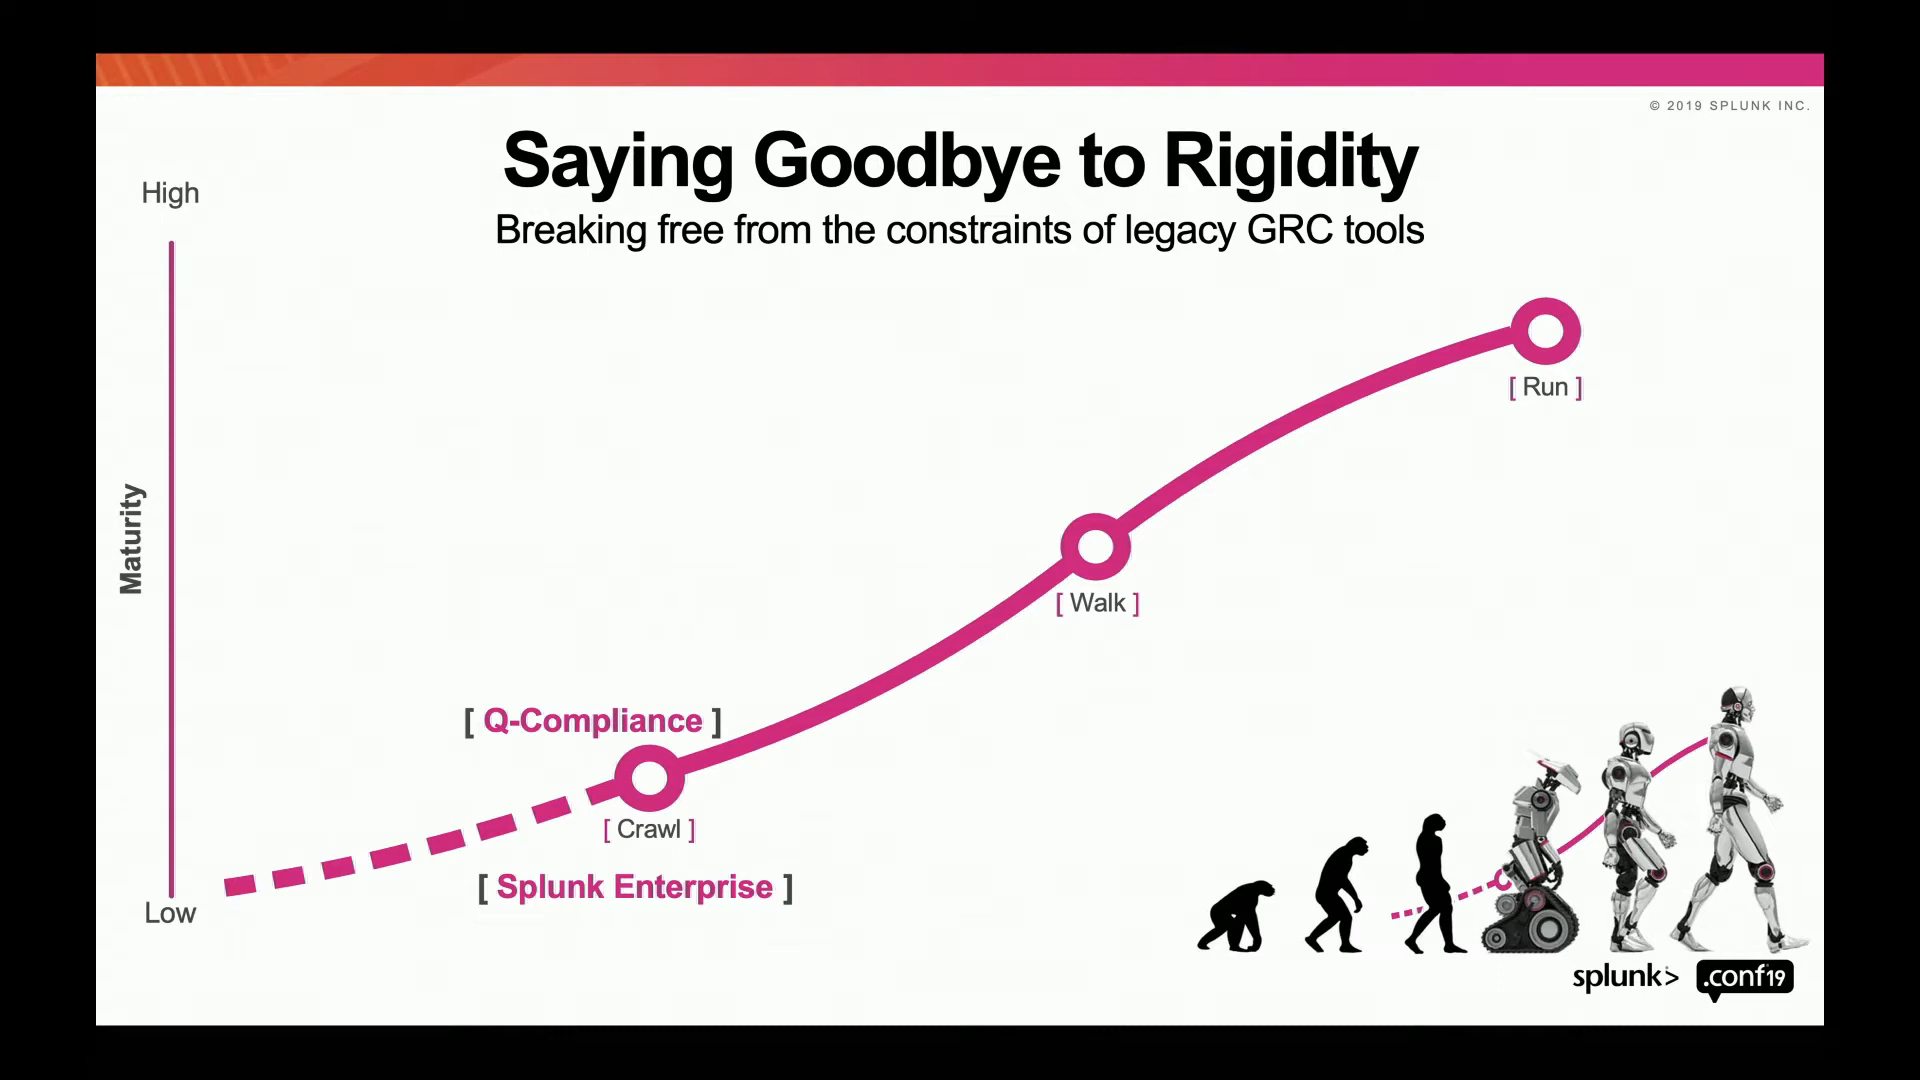 © 2019 SPLUNK INC.
Saying Goodbye to Rigidity
Breaking free from the constraints of legacy GRC tools
High
Maturity
Low
[ Run ]
[ Walk ]
[ Q-Compliance ]
[ Crawl ]
[ Splunk Enterprise ]
splunk> .conf19